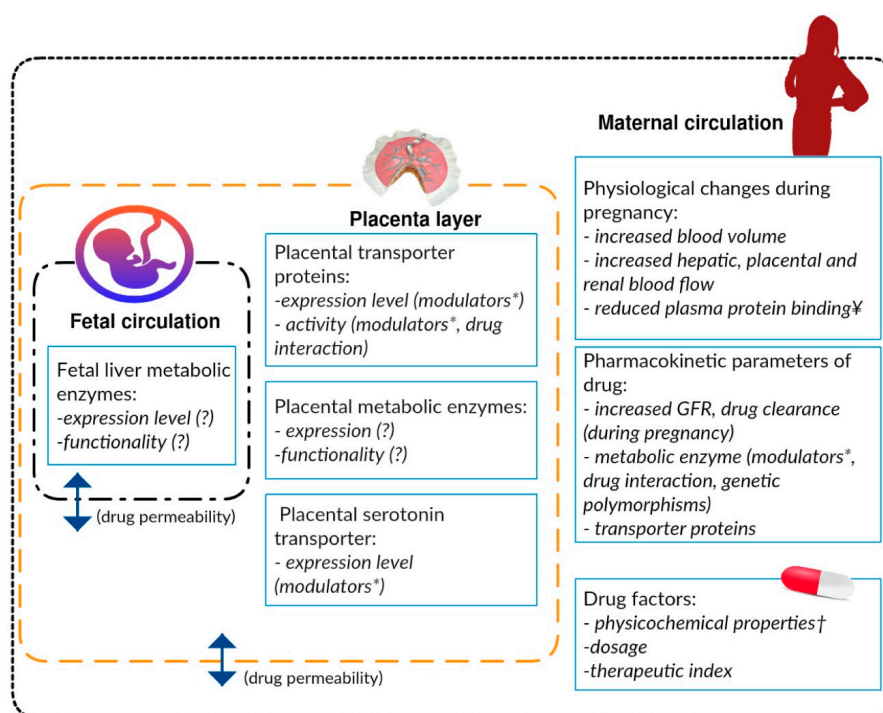 Maternal circulation
Physiological changes during
pregnancy:
- increased blood volume
- increased hepatic, placental and
renal blood flow
- reduced plasma protein binding¥
Pharmacokinetic parameters of
drug:
- increased GFR, drug clearance
(during pregnancy)
- metabolic enzyme (modulators*,
drug interaction, genetic
polymorphisms)
- transporter proteins
Drug factors:
- physicochemical properties†
-dosage
-therapeutic index
Placenta layer
Placental transporter
proteins:
-expression level (modulators*)
- activity (modulators*, drug
interaction)
Placental metabolic enzymes:
- expression (?)
-functionality (?)
Placental serotonin
transporter:
- expression level
(modulators*)
(drug permeability)
Fetal circulation
Fetal liver metabolic
enzymes:
-expression level (?)
-functionality (?)
(drug permeability)